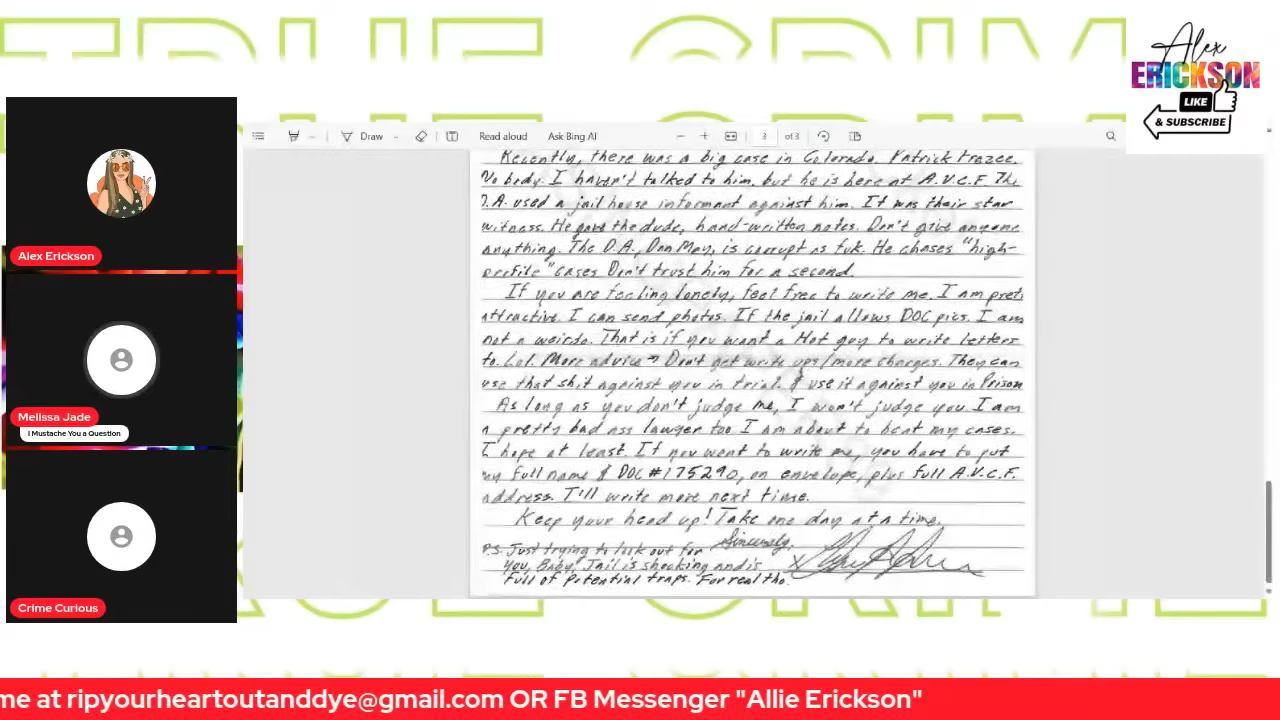 TRUE CRIME
Alex
ERICKSON
LIKE
& SUBSCRIBE
Alex Erickson
Melissa Jade
I Mustache You a Question
Crime Curious
Draw
Read aloud
Ask Bing AI
3
of 3
Recently, there was a big case in Colorado. Patrick Frazee.
No body. I haven't talked to him, but he is here at A.V.C.F. The
D.A. used a jail house informant against him. It was their star
witness. He gave the dude, hand-written notes. Don't give anyone
anything. The D.A., Dan May, is corrupt as fuk. He chases "high-
profile" cases Don't trust him for a second.
If you are feeling lonely, feel free to write me. I am pretty
attractive. I can send photos. If the jail allows DOC pics. I am
not a weirdo. That is if you want a Hot guy to write letters
to. Lol. More advice → Don't get write ups/more charges. They can
use that shit against you in trial. & use it against you in Prison
As long as you don't judge me, I won't judge you. I am
a pretty bad ass lawyer too I am about to beat my cases.
I hope at least. If you want to write me, you have to put
my full name & DOC #175290, on envelope, plus full A.V.C.F.
address. I'll write more next time.
Keep your head up! Take one day at a time.
Sincerely,
P.S. Just trying to look out for
you, Baby! Jail is shocking and is
full of Potential traps. For real tho.
X
me at ripyourheartoutanddye@gmail.com OR FB Messenger "Allie Erickson"